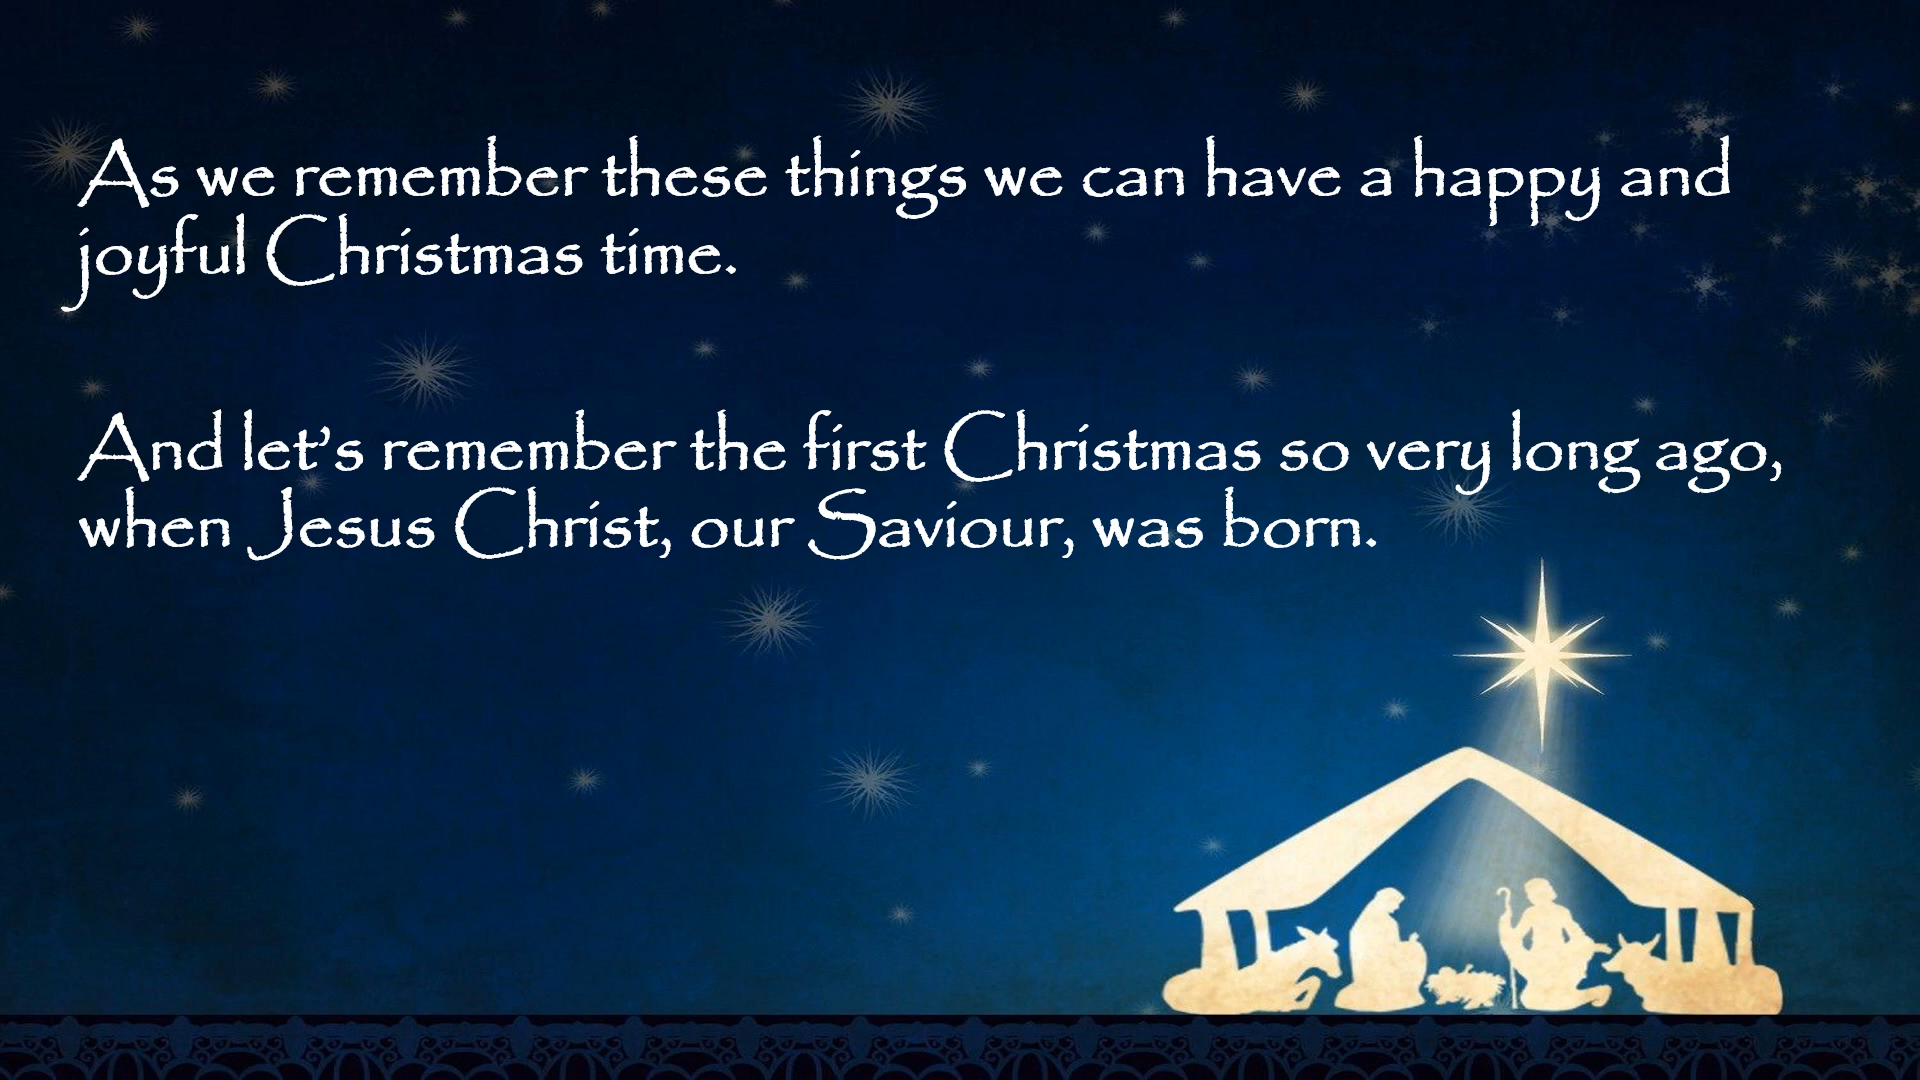 As we remember these things we can have a happy and
joyful Christmas time.
And let’s remember the first Christmas so very long ago,
when Jesus Christ, our Saviour, was born.